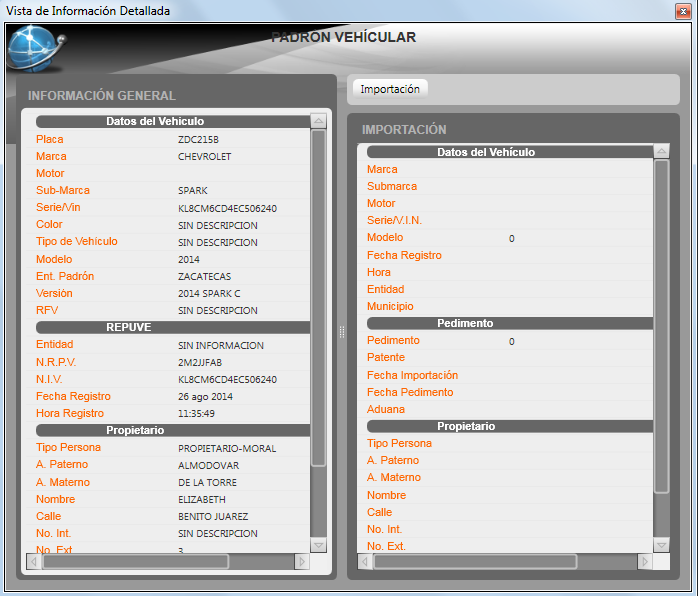 Vista de Información Detallada
PADRON VEHÍCULAR
INFORMACIÓN GENERAL
Datos del Vehiculo
Placa ZDC215B
Marca CHEVROLET
Motor
Sub-Marca SPARK
Serie/Vin KL8CM6CD4EC506240
Color SIN DESCRIPCION
Tipo de Vehículo SIN DESCRIPCION
Modelo 2014
Ent. Padrón ZACATECAS
Versión 2014 SPARK C
RFV SIN DESCRIPCION
REPUVE
Entidad SIN INFORMACION
N.R.P.V. 2M2JJFAB
N.I.V. KL8CM6CD4EC506240
Fecha Registro 26 ago 2014
Hora Registro 11:35:49
Propietario
Tipo Persona PROPIETARIO-MORAL
A. Paterno ALMODOVAR
A. Materno DE LA TORRE
Nombre ELIZABETH
Calle BENITO JUAREZ
No. Int. SIN DESCRIPCION
No. Ext. 3
Importación
IMPORTACIÓN
Datos del Vehículo
Marca
Submarca
Motor
Serie/V.I.N.
Modelo 0
Fecha Registro
Hora
Entidad
Municipio
Pedimento
Pedimento 0
Patente
Fecha Importación
Fecha Pedimento
Aduana
Propietario
Tipo Persona
A. Paterno
A. Materno
Nombre
Calle
No. Int.
No. Ext.